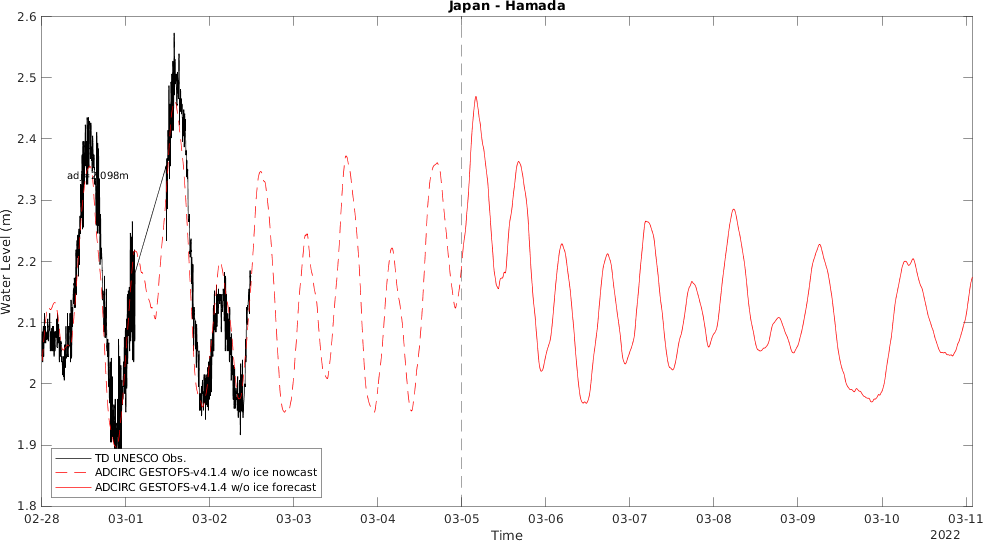 Japan - Hamada
2.6
2.5
2.4
2.3
2.2
2.1
2
1.9
1.8
Water Level (m)
TD UNESCO Obs.
ADCIRC GESTOFS-v4.1.4 w/o ice nowcast
ADCIRC GESTOFS-v4.1.4 w/o ice forecast
02-28 03-01 03-02 03-03 03-04 03-05 03-06 03-07 03-08 03-09 03-10 03-11
Time
2022